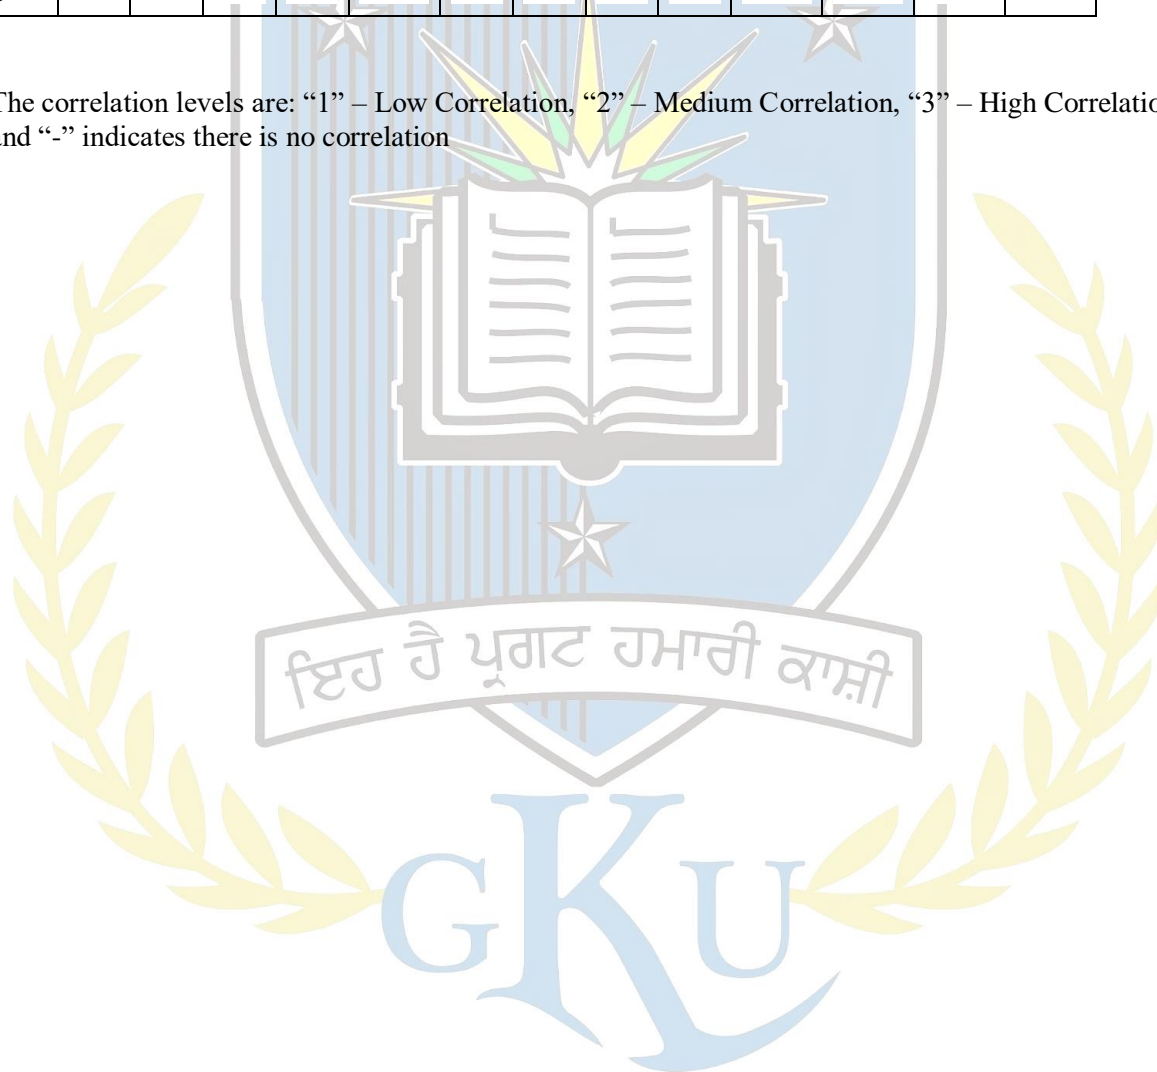 The correlation levels are: “1” – Low Correlation, “2” – Medium Correlation, “3” – High Correlatio
and “-” indicates there is no correlation
ਇਹ ਹੈ ਪ੍ਰਗਟ ਹਮਾਰੀ ਕਾਸ਼ੀ
GKU